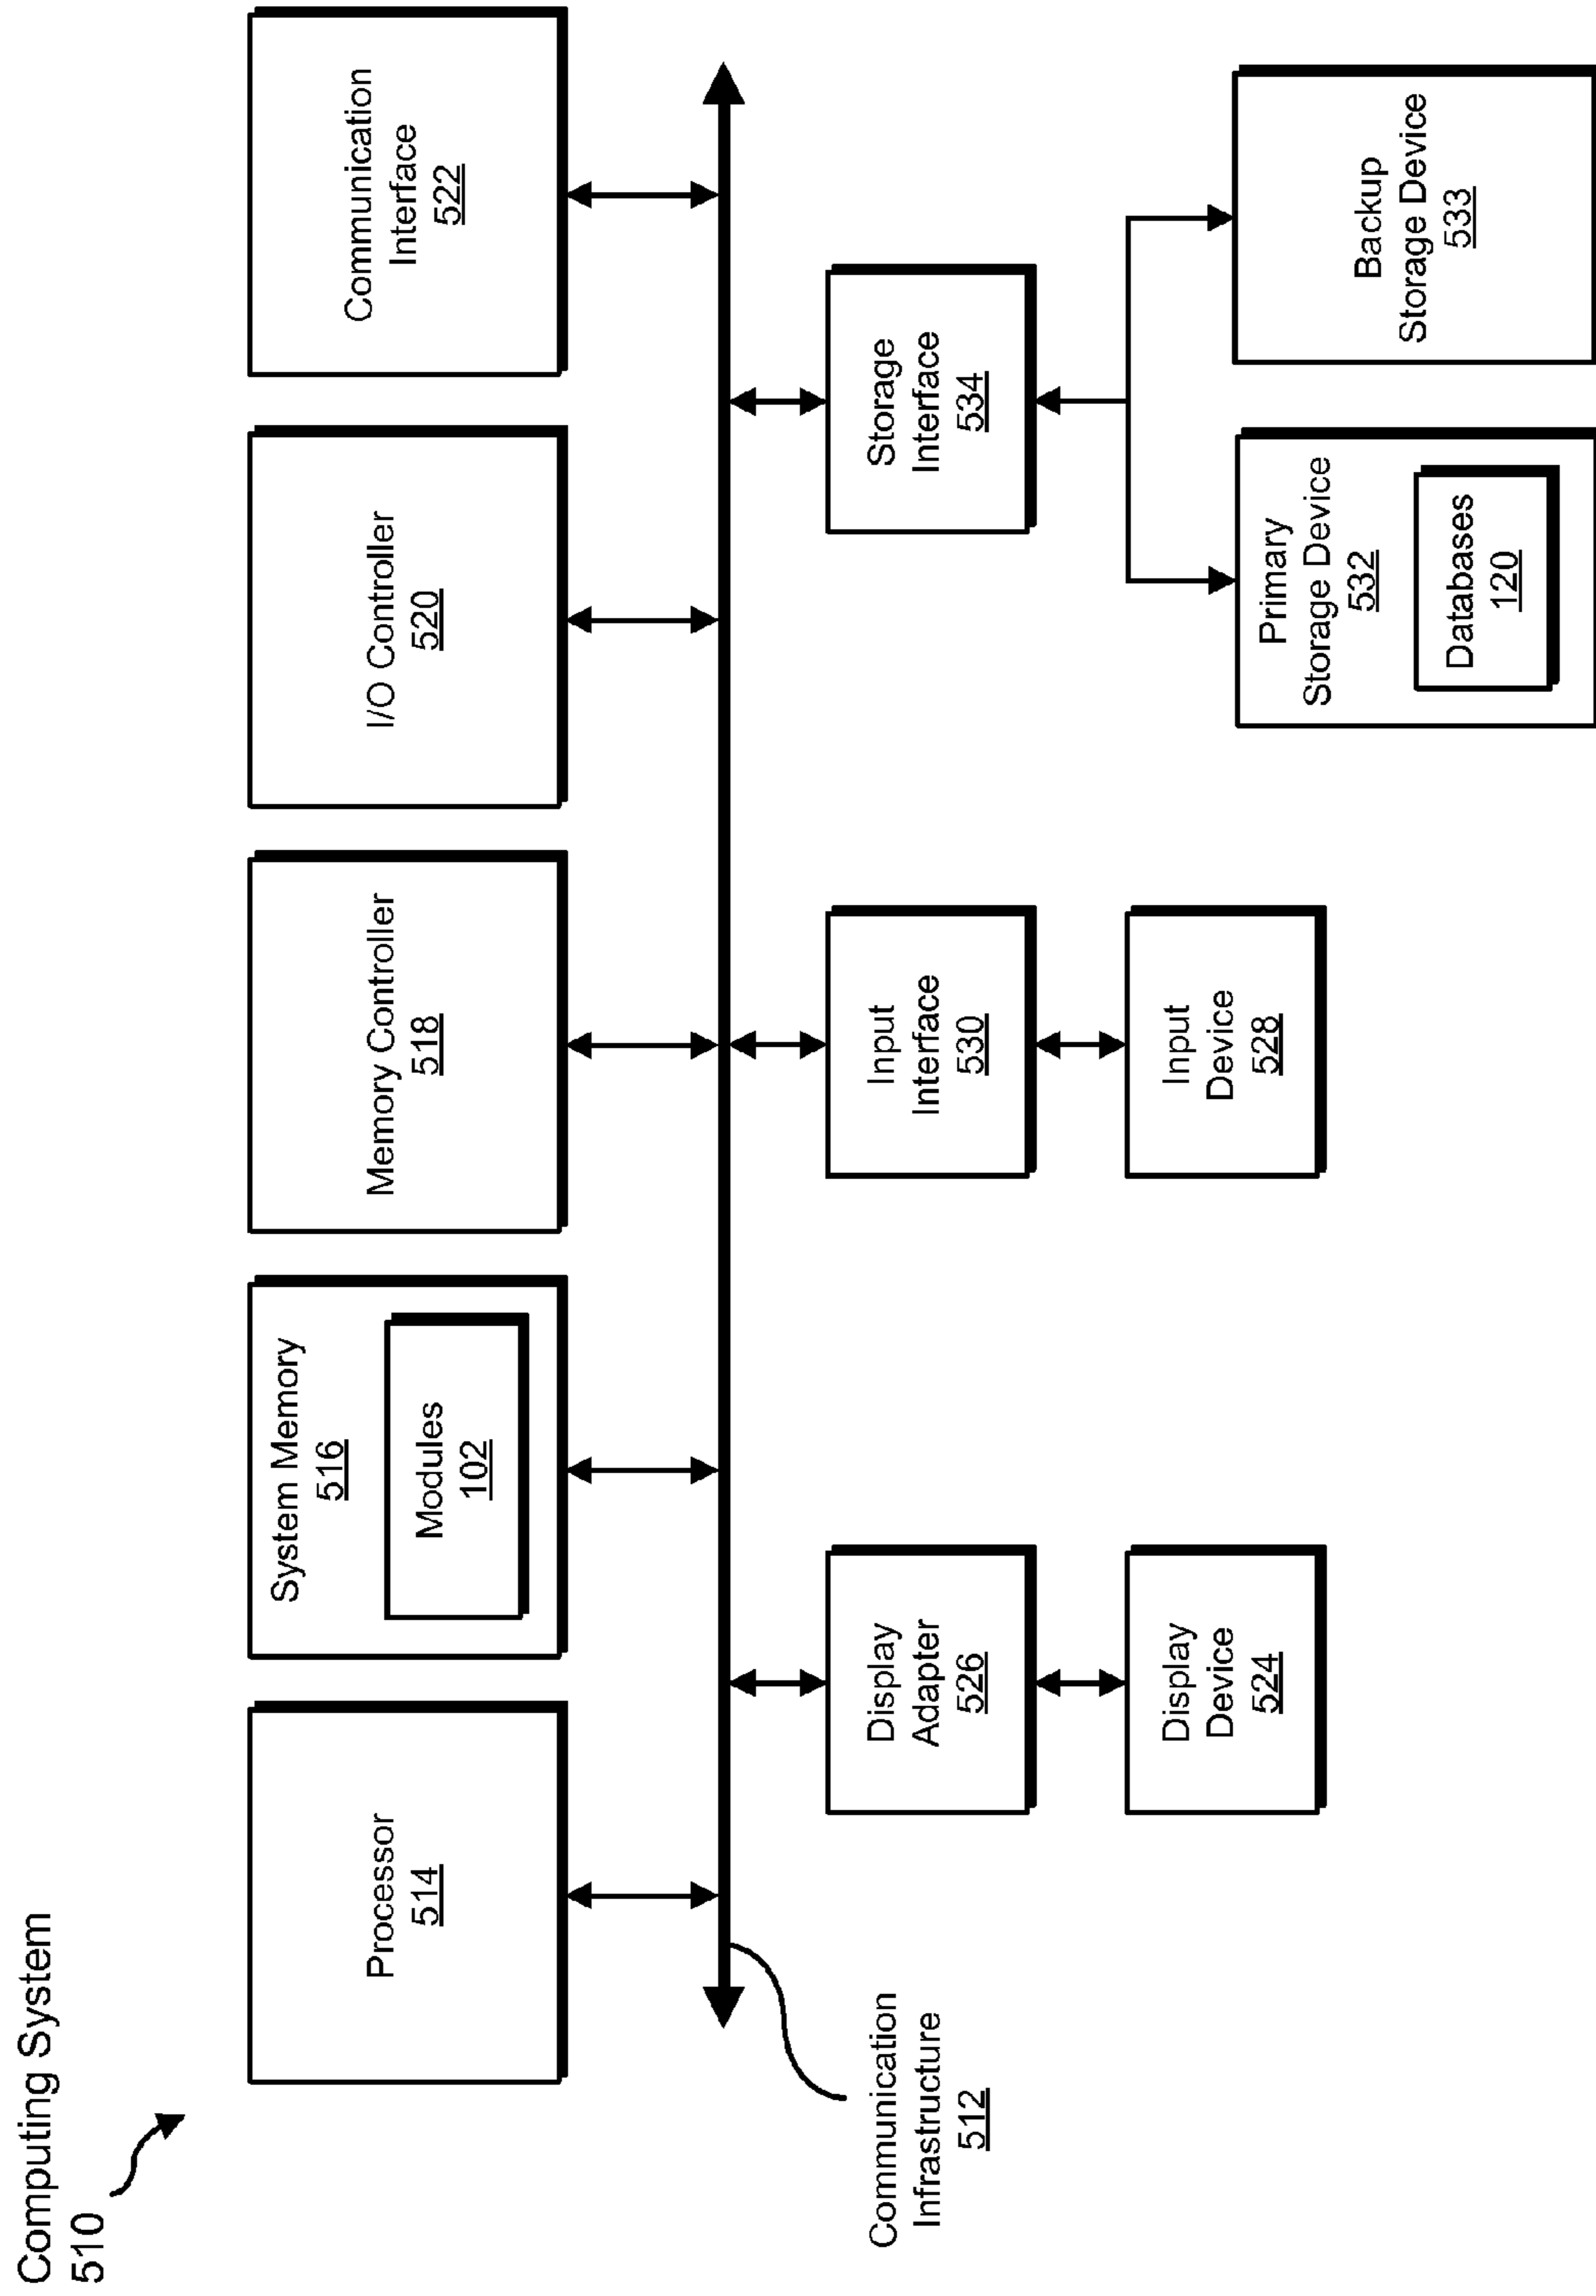 Computing System
510
Processor
514
System Memory
516
Modules
102
Memory Controller
518
I/O Controller
520
Communication
Interface
522
Communication
Infrastructure
512
Display
Adapter
526
Input
Interface
530
Storage
Interface
534
Display
Device
524
Input
Device
528
Primary
Storage Device
532
Databases
120
Backup
Storage Device
533